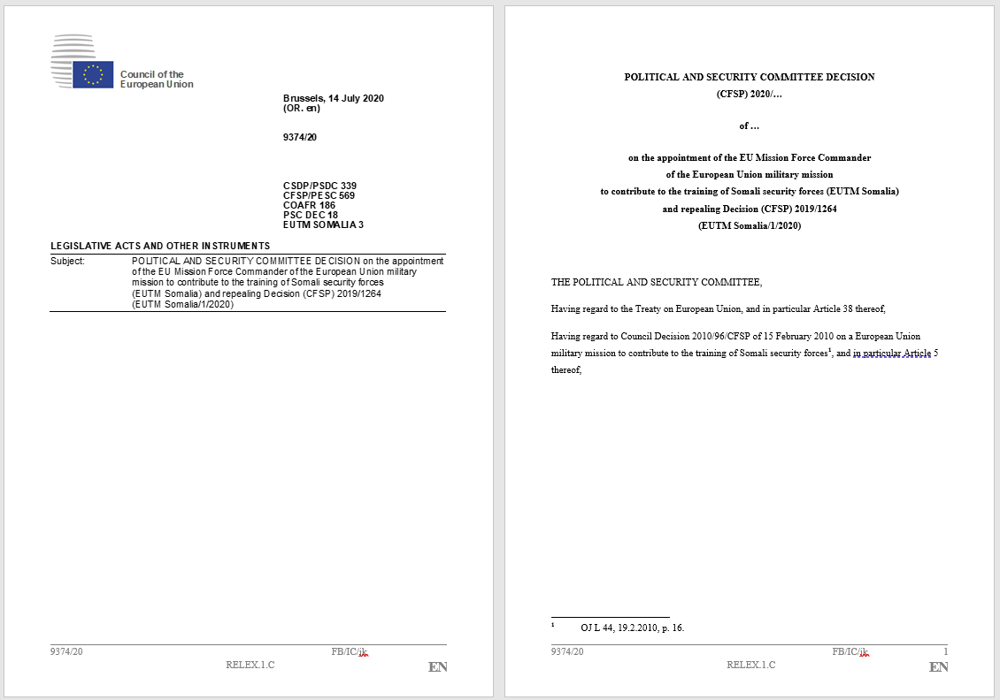 Council of the
European Union
Brussels, 14 July 2020
(OR. en)
9374/20
CSDP/PSDC 339
CFSP/PESC 569
COAFR 186
PSC DEC 18
EUTM SOMALIA 3
LEGISLATIVE ACTS AND OTHER INSTRUMENTS
Subject: POLITICAL AND SECURITY COMMITTEE DECISION on the appointment
of the EU Mission Force Commander of the European Union military
mission to contribute to the training of Somali security forces
(EUTM Somalia) and repealing Decision (CFSP) 2019/1264
(EUTM Somalia/1/2020)
9374/20 FB/IC/jk
RELEX.1.C EN
POLITICAL AND SECURITY COMMITTEE DECISION
(CFSP) 2020/…
of …
on the appointment of the EU Mission Force Commander
of the European Union military mission
to contribute to the training of Somali security forces (EUTM Somalia)
and repealing Decision (CFSP) 2019/1264
(EUTM Somalia/1/2020)
THE POLITICAL AND SECURITY COMMITTEE,
Having regard to the Treaty on European Union, and in particular Article 38 thereof,
Having regard to Council Decision 2010/96/CFSP of 15 February 2010 on a European Union
military mission to contribute to the training of Somali security forces¹, and in particular Article 5
thereof,
¹ OJ L 44, 19.2.2010, p. 16.
9374/20 FB/IC/jk 1
RELEX.1.C EN